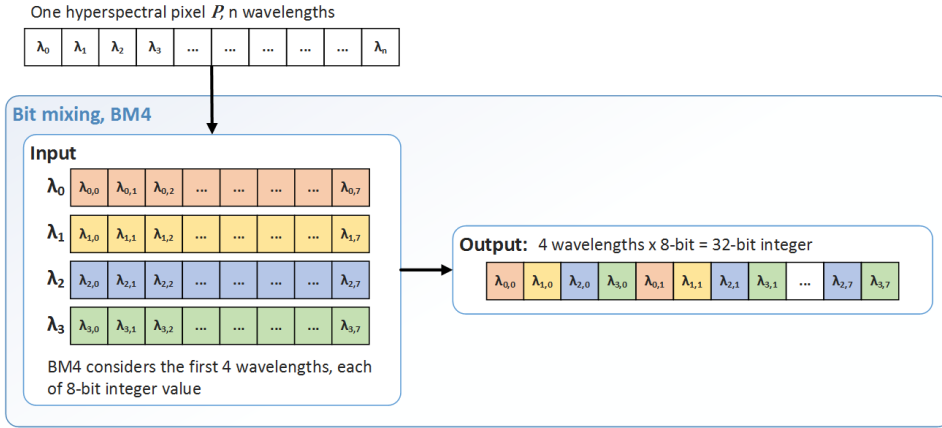 One hyperspectral pixel P, n wavelengths
λ0 λ1 λ2 λ3 ... ... ... ... ... λn
Bit mixing, BM4
Input
λ0 λ0,0 λ0,1 λ0,2 ... ... ... ... λ0,7
λ1 λ1,0 λ1,1 λ1,2 ... ... ... ... λ1,7
λ2 λ2,0 λ2,1 λ2,2 ... ... ... ... λ2,7
λ3 λ3,0 λ3,1 λ3,2 ... ... ... ... λ3,7
BM4 considers the first 4 wavelengths, each
of 8-bit integer value
Output: 4 wavelengths x 8-bit = 32-bit integer
λ0,0 λ1,0 λ2,0 λ3,0 λ0,1 λ1,1 λ2,1 λ3,1 ... λ2,7 λ3,7